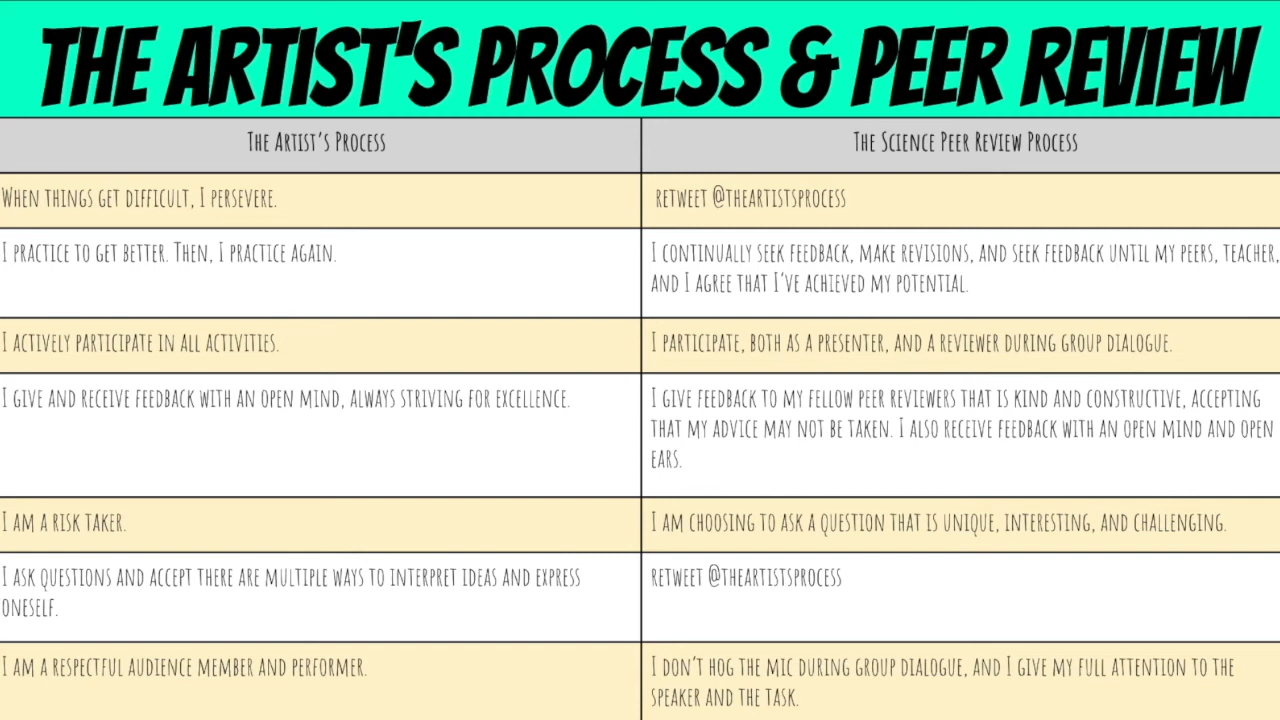 THE ARTIST'S PROCESS & PEER REVIEW
The Artist's Process
The Science Peer Review Process
When things get difficult, I persevere.
retweet @theartistsprocess
I practice to get better. Then, I practice again.
I continually seek feedback, make revisions, and seek feedback until my peers, teacher,
and I agree that I've achieved my potential.
I actively participate in all activities.
I participate, both as a presenter, and a reviewer during group dialogue.
I give and receive feedback with an open mind, always striving for excellence.
I give feedback to my fellow peer reviewers that is kind and constructive, accepting
that my advice may not be taken. I also receive feedback with an open mind and open
ears.
I am a risk taker.
I am choosing to ask a question that is unique, interesting, and challenging.
I ask questions and accept there are multiple ways to interpret ideas and express
oneself.
retweet @theartistsprocess
I am a respectful audience member and performer.
I don't hog the mic during group dialogue, and I give my full attention to the
speaker and the task.